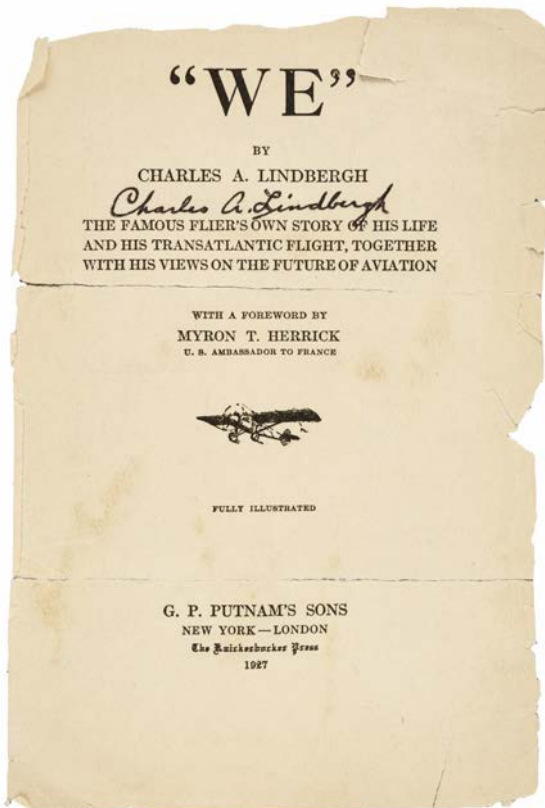 “WE”
BY
CHARLES A. LINDBERGH
Charles A. Lindbergh
THE FAMOUS FLIER'S OWN STORY OF HIS LIFE
AND HIS TRANSATLANTIC FLIGHT, TOGETHER
WITH HIS VIEWS ON THE FUTURE OF AVIATION
WITH A FOREWORD BY
MYRON T. HERRICK
U. S. AMBASSADOR TO FRANCE
FULLY ILLUSTRATED
G. P. PUTNAM'S SONS
NEW YORK — LONDON
The Knickerbocker Press
1927